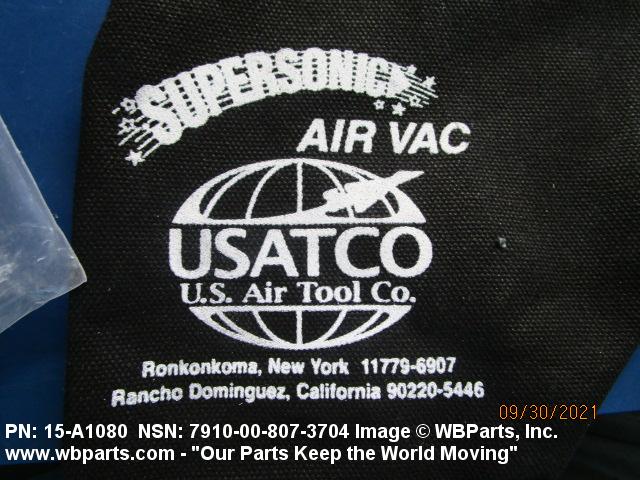 SUPERSONIC
AIR VAC
USATCO
U.S. Air Tool Co.
Ronkonkoma, New York 11779-6907
Rancho Dominguez, California 90220-5446
09/30/2021
PN: 15-A1080 NSN: 7910-00-807-3704 Image © WBParts, Inc.
www.wbparts.com - "Our Parts Keep the World Moving"